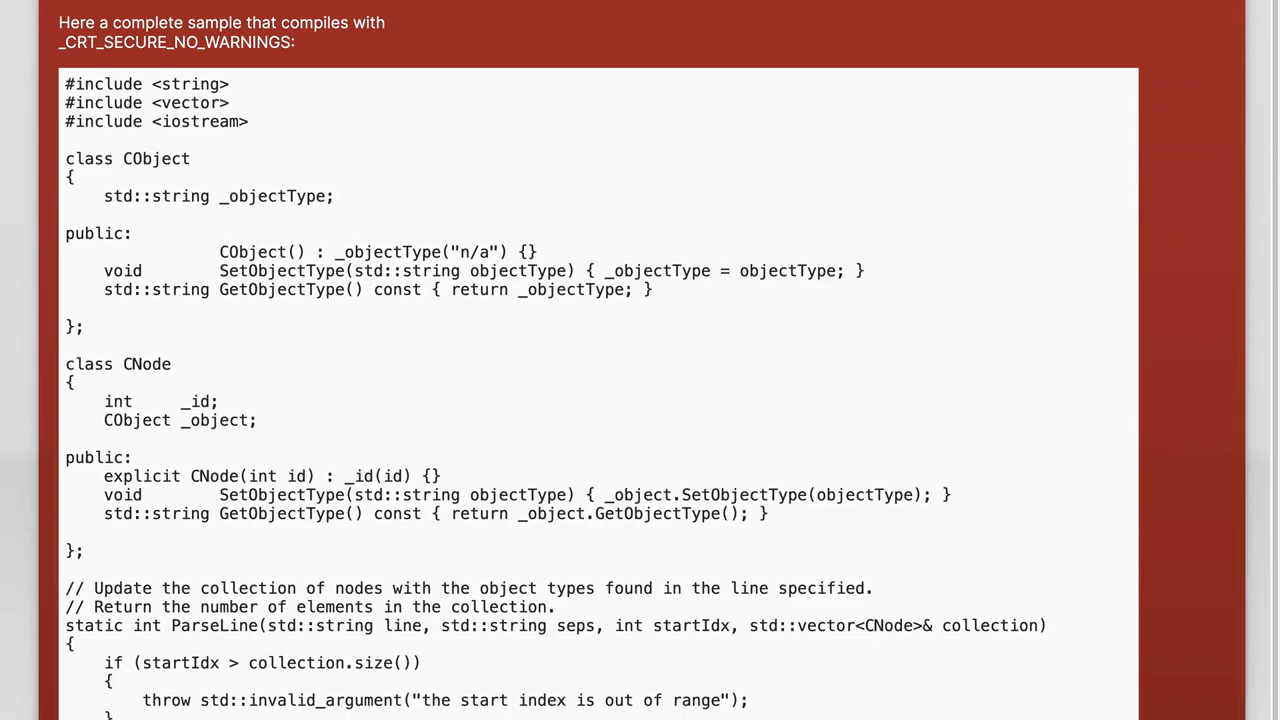 Here a complete sample that compiles with
_CRT_SECURE_NO_WARNINGS:
#include <string>
#include <vector>
#include <iostream>
class CObject
{
    std::string _objectType;
public:
                CObject() : _objectType("n/a") {}
    void        SetObjectType(std::string objectType) { _objectType = objectType; }
    std::string GetObjectType() const { return _objectType; }
};
class CNode
{
    int     _id;
    CObject _object;
public:
    explicit CNode(int id) : _id(id) {}
    void        SetObjectType(std::string objectType) { _object.SetObjectType(objectType); }
    std::string GetObjectType() const { return _object.GetObjectType(); }
};
// Update the collection of nodes with the object types found in the line specified.
// Return the number of elements in the collection.
static int ParseLine(std::string line, std::string seps, int startIdx, std::vector<CNode>& collection)
{
    if (startIdx > collection.size())
    {
        throw std::invalid_argument("the start index is out of range");
    }